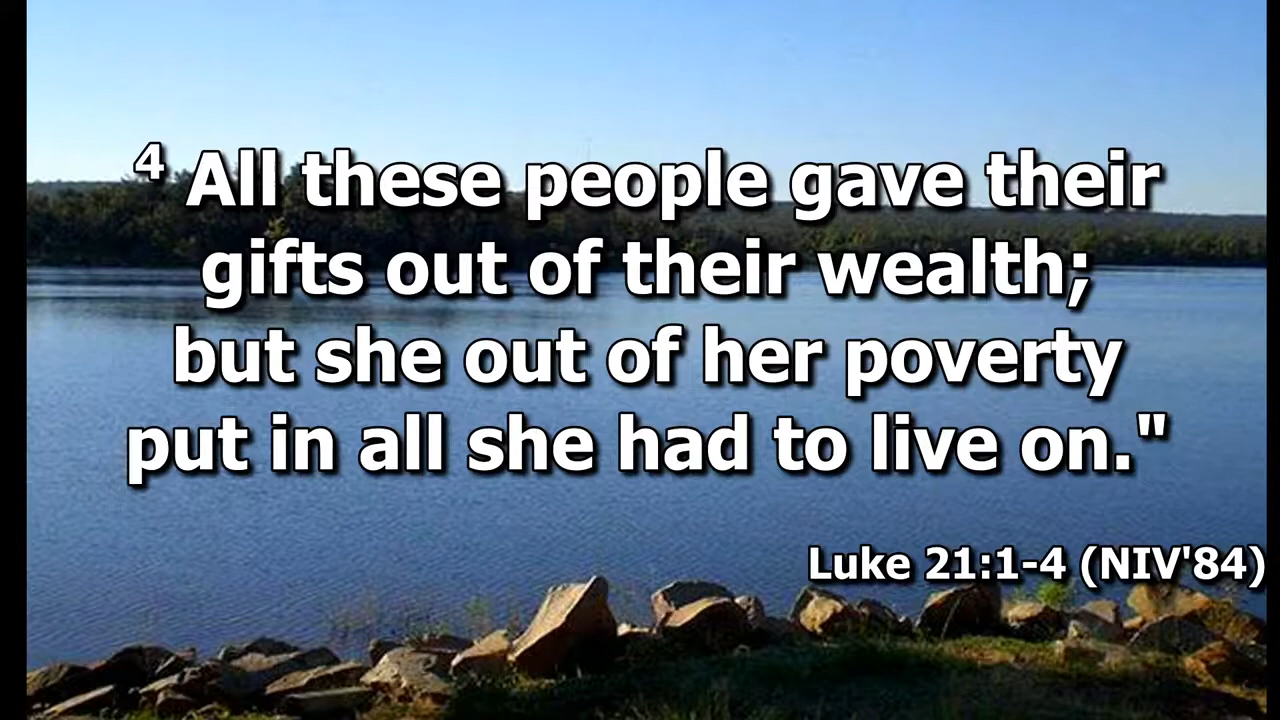 4 All these people gave their
gifts out of their wealth;
but she out of her poverty
put in all she had to live on."
Luke 21:1-4 (NIV'84)